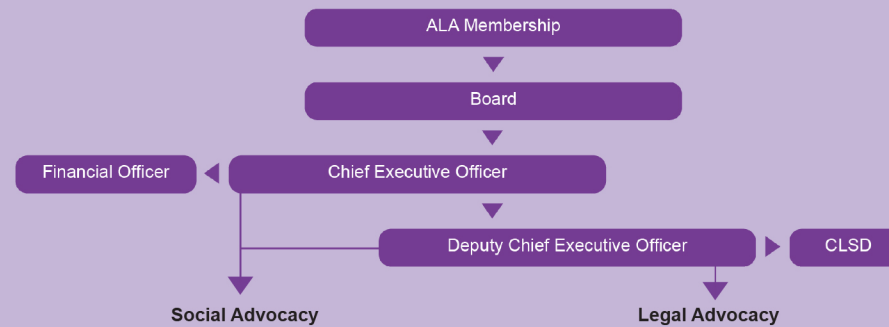 ALA Membership
Board
Financial Officer
Chief Executive Officer
Deputy Chief Executive Officer
CLSD
Social Advocacy
Legal Advocacy